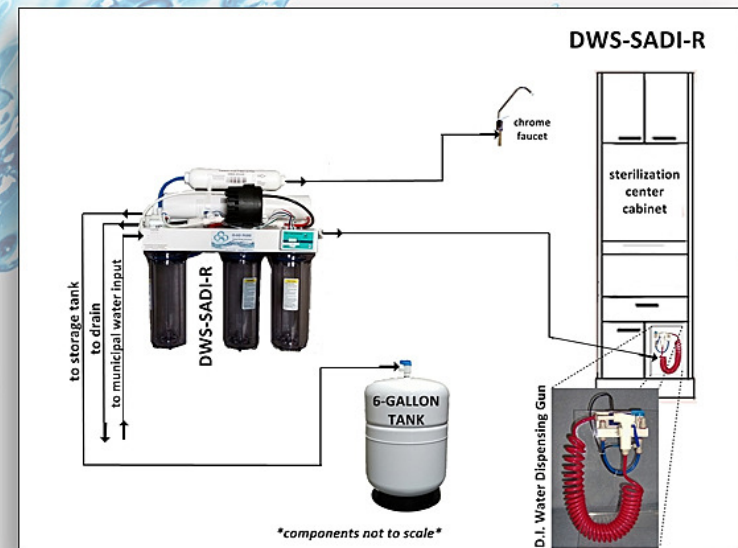 DWS-SADI-R
chrome
faucet
sterilization
center
cabinet
to storage tank
to drain
to municipal water input
DWS-SADI-R
6-GALLON
TANK
D.I. Water Dispensing Gun
*components not to scale*